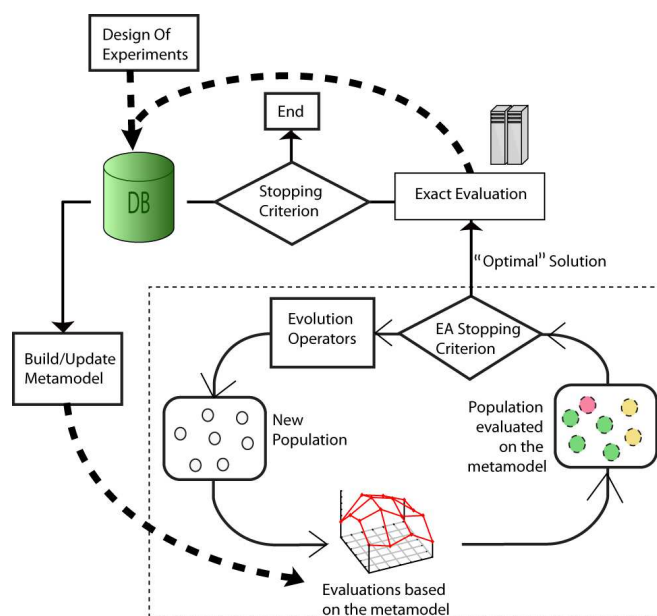 Design Of
Experiments
End
DB
Stopping
Criterion
Exact Evaluation
“Optimal” Solution
Evolution
Operators
EA Stopping
Criterion
Build/Update
Metamodel
New
Population
Population
evaluated
on the
metamodel
Evaluations based
on the metamodel